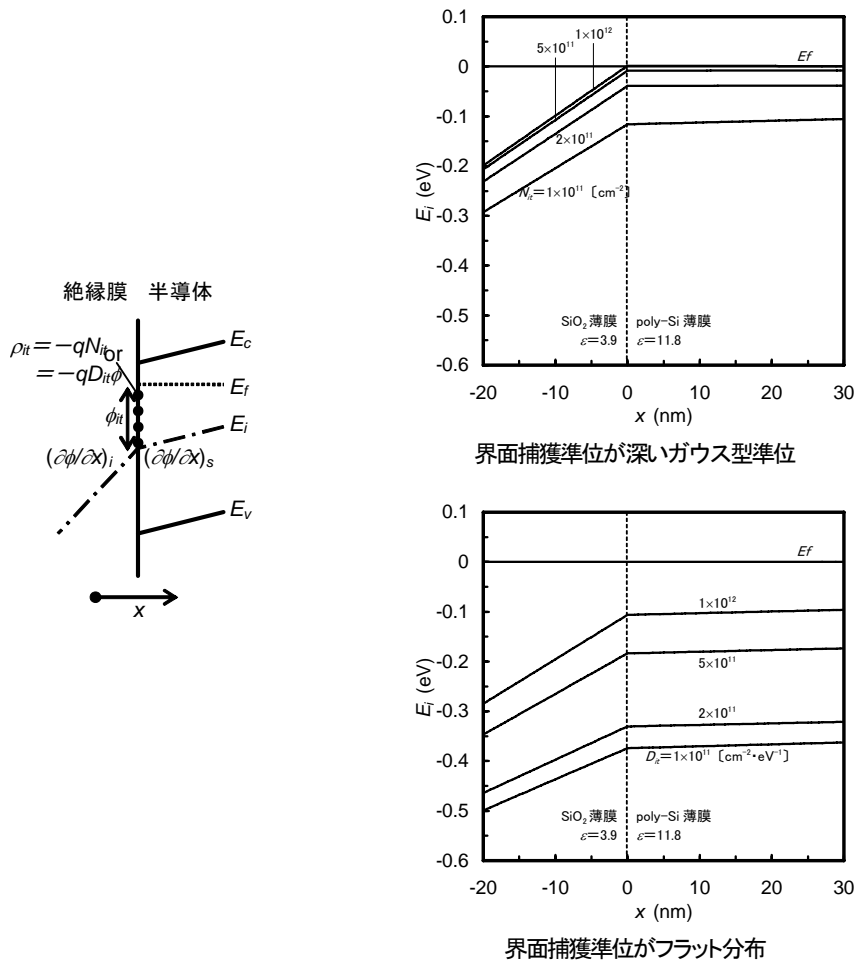 絶縁膜 半導体
ρit＝－qNit or
＝－qDitϕ
ϕit
Ec
Ef
Ei
Ev
(∂ϕ/∂x)i (∂ϕ/∂x)s
x
0.1
0
-0.1
-0.2
-0.3
-0.4
-0.5
-0.6
Ei (eV)
1×10¹²
5×10¹¹
Ef
2×10¹¹
Nit＝1×10¹¹ [cm⁻²]
SiO₂ 薄膜 poly-Si 薄膜
ε=3.9 ε=11.8
-20 -10 0 10 20 30
x (nm)
界面捕獲準位が深いガウス型準位
0.1
0
-0.1
-0.2
-0.3
-0.4
-0.5
-0.6
Ei (eV)
Ef
1×10¹²
5×10¹¹
2×10¹¹
Dit＝1×10¹¹ [cm⁻²・eV⁻¹]
SiO₂ 薄膜 poly-Si 薄膜
ε=3.9 ε=11.8
-20 -10 0 10 20 30
x (nm)
界面捕獲準位がフラット分布